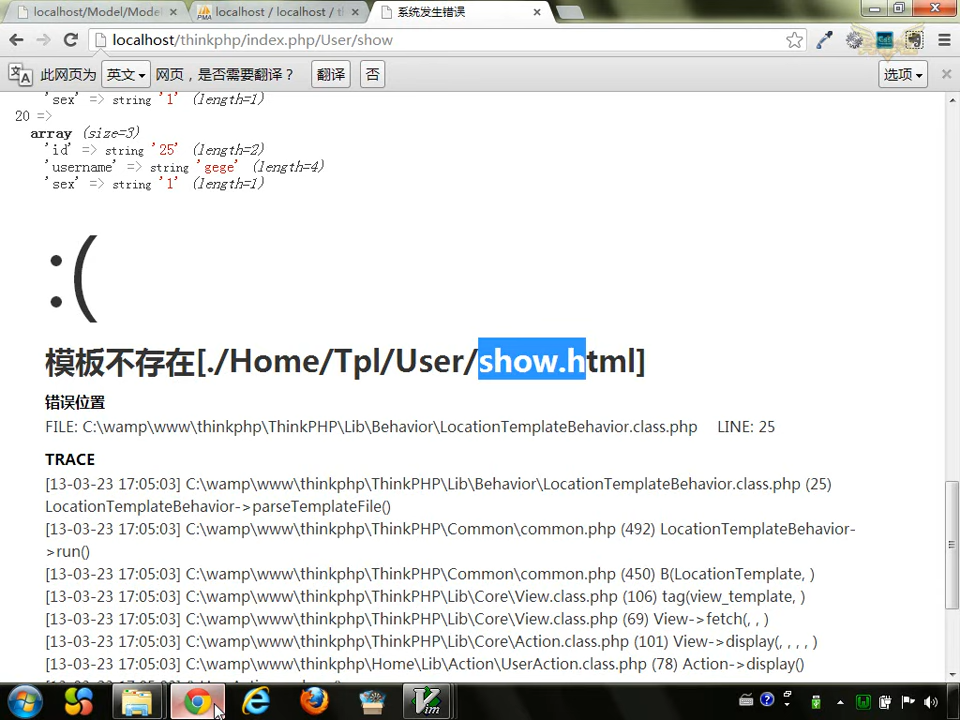 localhost/Model/Model
localhost / localhost / t
系统发生错误
localhost/thinkphp/index.php/User/show
此网页为 英文 网页，是否需要翻译？ 翻译 否 选项
'sex' => string '1' (length=1)
20 =>
array (size=3)
'id' => string '25' (length=2)
'username' => string 'gege' (length=4)
'sex' => string '1' (length=1)
:(
模板不存在[./Home/Tpl/User/show.html]
错误位置
FILE: C:\wamp\www\thinkphp\ThinkPHP\Lib\Behavior\LocationTemplateBehavior.class.php LINE: 25
TRACE
[13-03-23 17:05:03] C:\wamp\www\thinkphp\ThinkPHP\Lib\Behavior\LocationTemplateBehavior.class.php (25)
LocationTemplateBehavior->parseTemplateFile()
[13-03-23 17:05:03] C:\wamp\www\thinkphp\ThinkPHP\Common\common.php (492) LocationTemplateBehavior-
>run()
[13-03-23 17:05:03] C:\wamp\www\thinkphp\ThinkPHP\Common\common.php (450) B(LocationTemplate, )
[13-03-23 17:05:03] C:\wamp\www\thinkphp\ThinkPHP\Lib\Core\View.class.php (106) tag(view_template, )
[13-03-23 17:05:03] C:\wamp\www\thinkphp\ThinkPHP\Lib\Core\View.class.php (69) View->fetch(, , )
[13-03-23 17:05:03] C:\wamp\www\thinkphp\ThinkPHP\Lib\Core\Action.class.php (101) View->display(, , , , )
[13-03-23 17:05:03] C:\wamp\www\thinkphp\Home\Lib\Action\UserAction.class.php (78) Action->display()